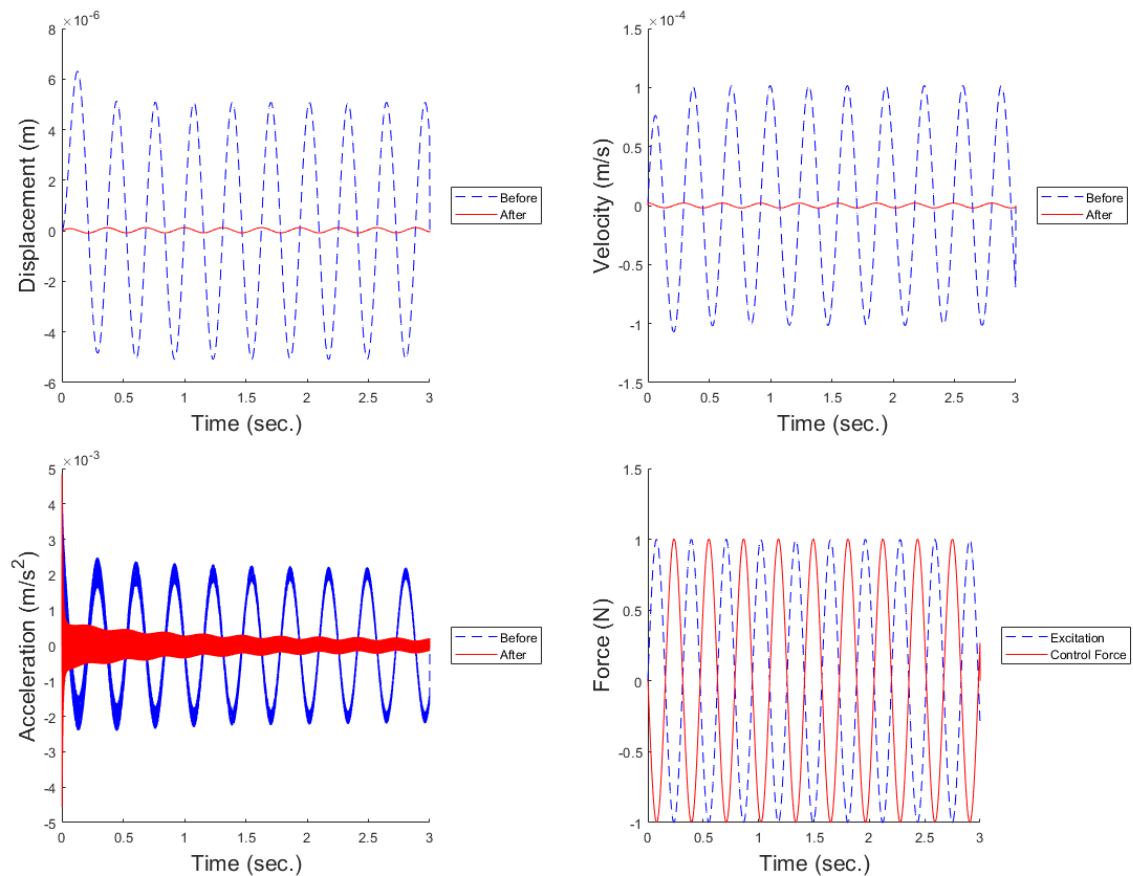 ×10^-6
8
6
4
2
0
-2
-4
-6
Displacement (m)
0 0.5 1 1.5 2 2.5 3
Time (sec.)
Before
After
×10^-4
1.5
1
0.5
0
-0.5
-1
-1.5
Velocity (m/s)
0 0.5 1 1.5 2 2.5 3
Time (sec.)
Before
After
×10^-3
5
4
3
2
1
0
-1
-2
-3
-4
-5
Acceleration (m/s^2)
0 0.5 1 1.5 2 2.5 3
Time (sec.)
Before
After
1.5
1
0.5
0
-0.5
-1
Force (N)
0 0.5 1 1.5 2 2.5 3
Time (sec.)
Excitation
Control Force